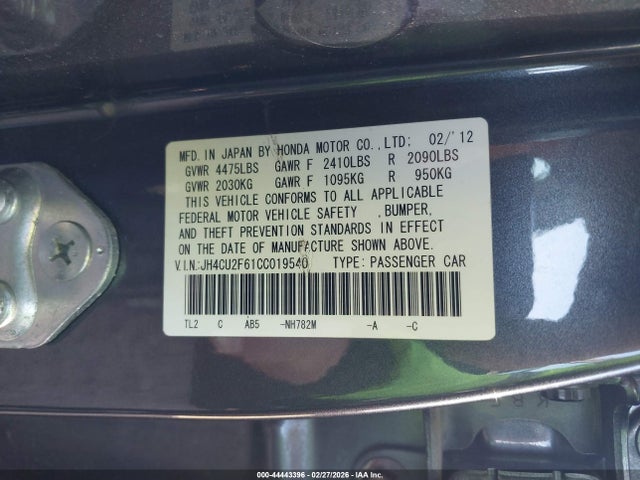 MFD. IN JAPAN BY HONDA MOTOR CO.,LTD: 02/'12
GVWR 4475LBS GAWR F 2410LBS R 2090LBS
GVWR 2030KG GAWR F 1095KG R 950KG
THIS VEHICLE CONFORMS TO ALL APPLICABLE
FEDERAL MOTOR VEHICLE SAFETY ,BUMPER,
AND THEFT PREVENTION STANDARDS IN EFFECT
ON THE DATE OF MANUFACTURE SHOWN ABOVE.
V.I.N:JH4CU2F61CC019540 TYPE: PASSENGER CAR
TL2 C AB5 -NH782M -A -C
000-44443396 - 02/27/2026 - IAA Inc. - Copart